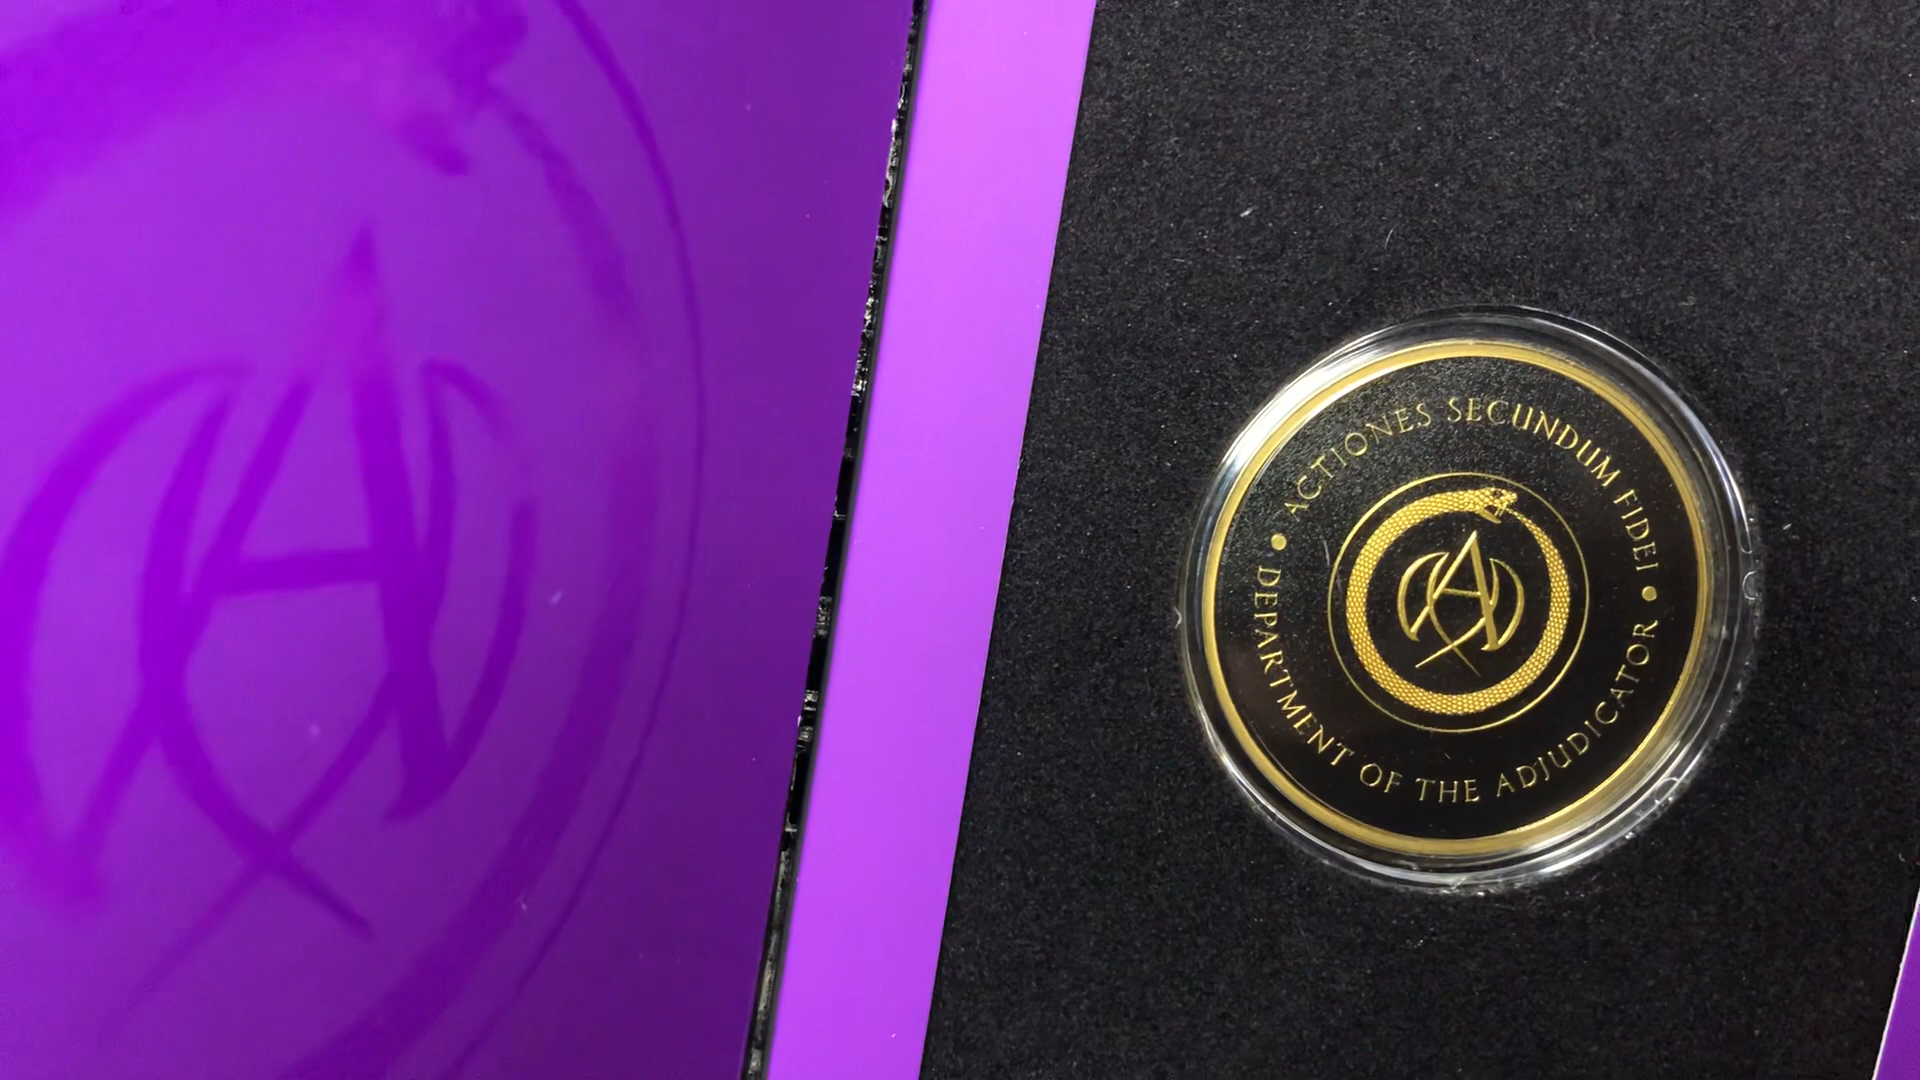 ACTIONES SECUNDUM FIDEI
DEPARTMENT OF THE ADJUDICATOR